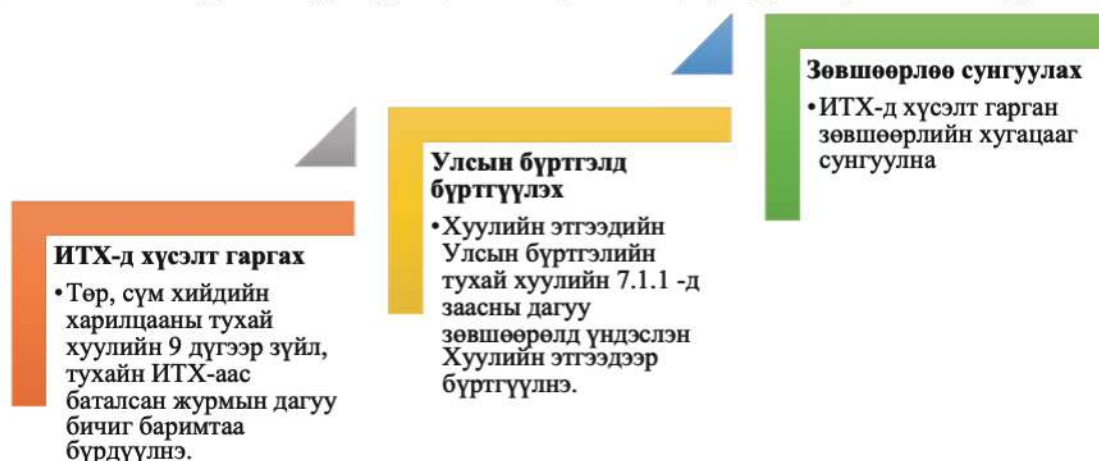 ИТХ-д хүсэлт гаргах
•Төр, сүм хийдийн
харилцааны тухай
хуулийн 9 дүгээр зүйл,
тухайн ИТХ-аас
баталсан журмын дагуу
бичиг баримтаа
бүрдүүлнэ.
Улсын бүртгэлд
бүртгүүлэх
•Хуулийн этгээдийн
Улсын бүртгэлийн
тухай хуулийн 7.1.1 -д
заасны дагуу
зөвшөөрөлд үндэслэн
Хуулийн этгээдээр
бүртгүүлнэ.
Зөвшөөрлөө сунгуулах
•ИТХ-д хүсэлт гарган
зөвшөөрлийн хугацааг
сунгуулна